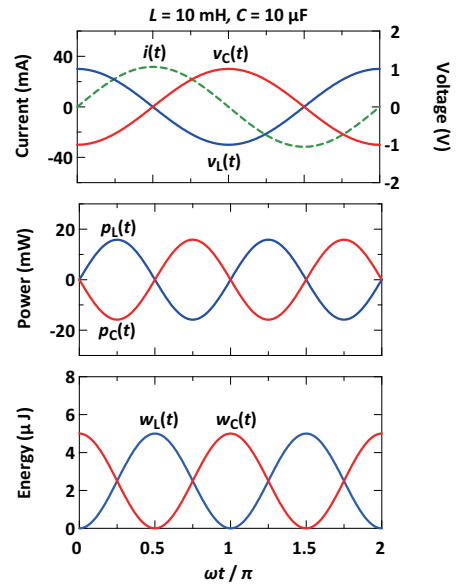 L = 10 mH, C = 10 µF
Current (mA)
40
0
-40
i(t)
v_C(t)
v_L(t)
2
1
0
-1
-2
Voltage (V)
Power (mW)
20
0
-20
p_L(t)
p_C(t)
Energy (µ J)
8
6
4
2
0
w_L(t)
w_C(t)
0 0.5 1 1.5 2
ωt / π